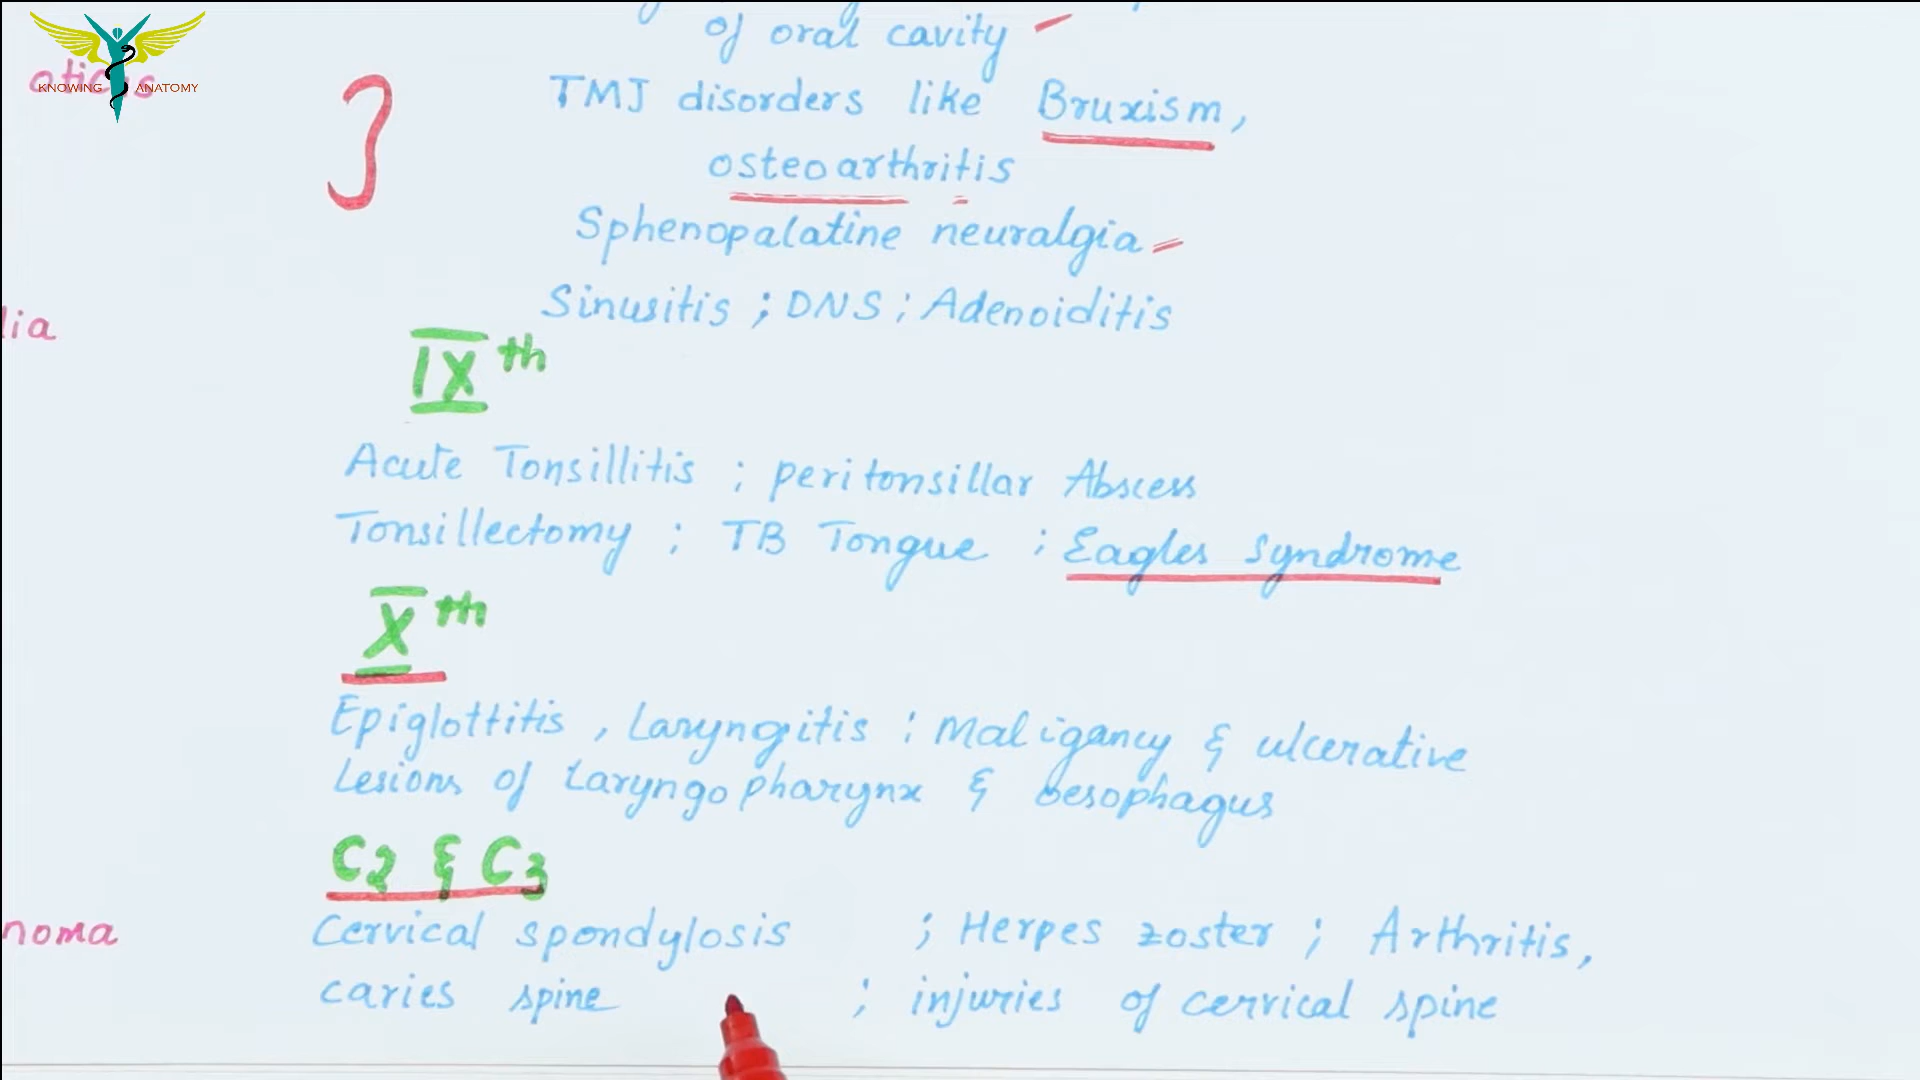 of oral cavity
KNOWING ANATOMY
TMJ disorders like Bruxism,
osteoarthritis
Sphenopalatine neuralgia
Sinusitis ; DNS ; Adenoiditis
lia
IXth
Acute Tonsillitis ; peritonsillar Abscess
Tonsillectomy ; TB Tongue ; Eagles syndrome
Xth
Epiglottitis , Laryngitis ; Maligancy & ulcerative
Lesions of Laryngopharynx & oesophagus
C2 & C3
noma
Cervical spondylosis ; Herpes zoster ; Arthritis,
caries spine ; injuries of cervical spine